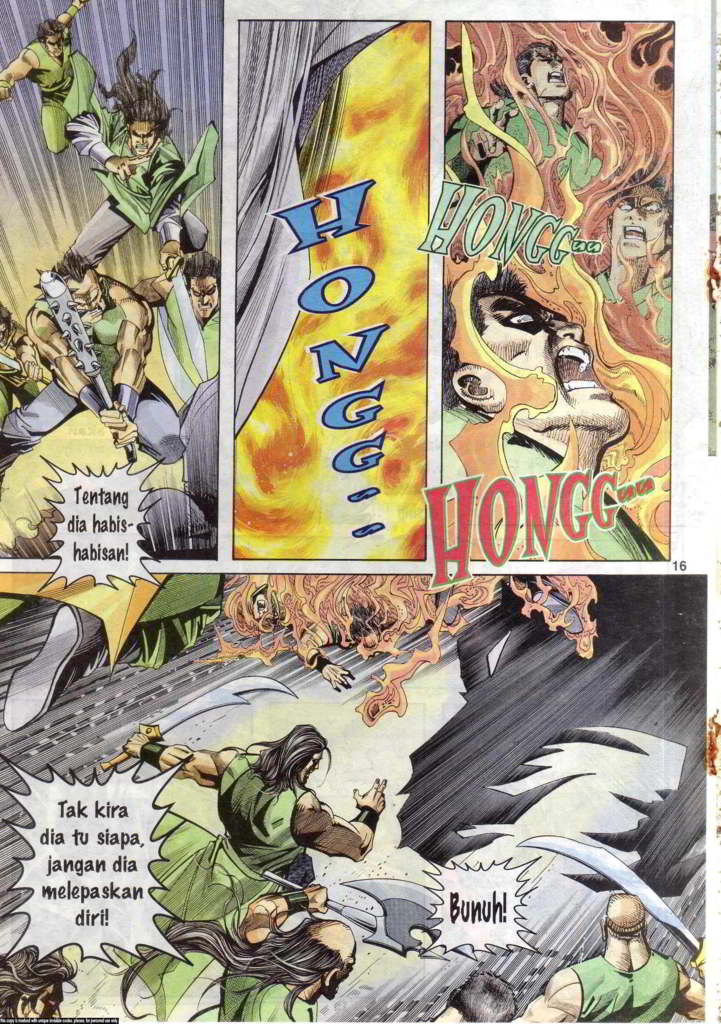 HONGG~~
HONGG~~
HONGG~~
Tentang
dia habis-
habisan!
16
Tak kira
dia tu siapa,
jangan dia
melepaskan
diri!
Bunuh!